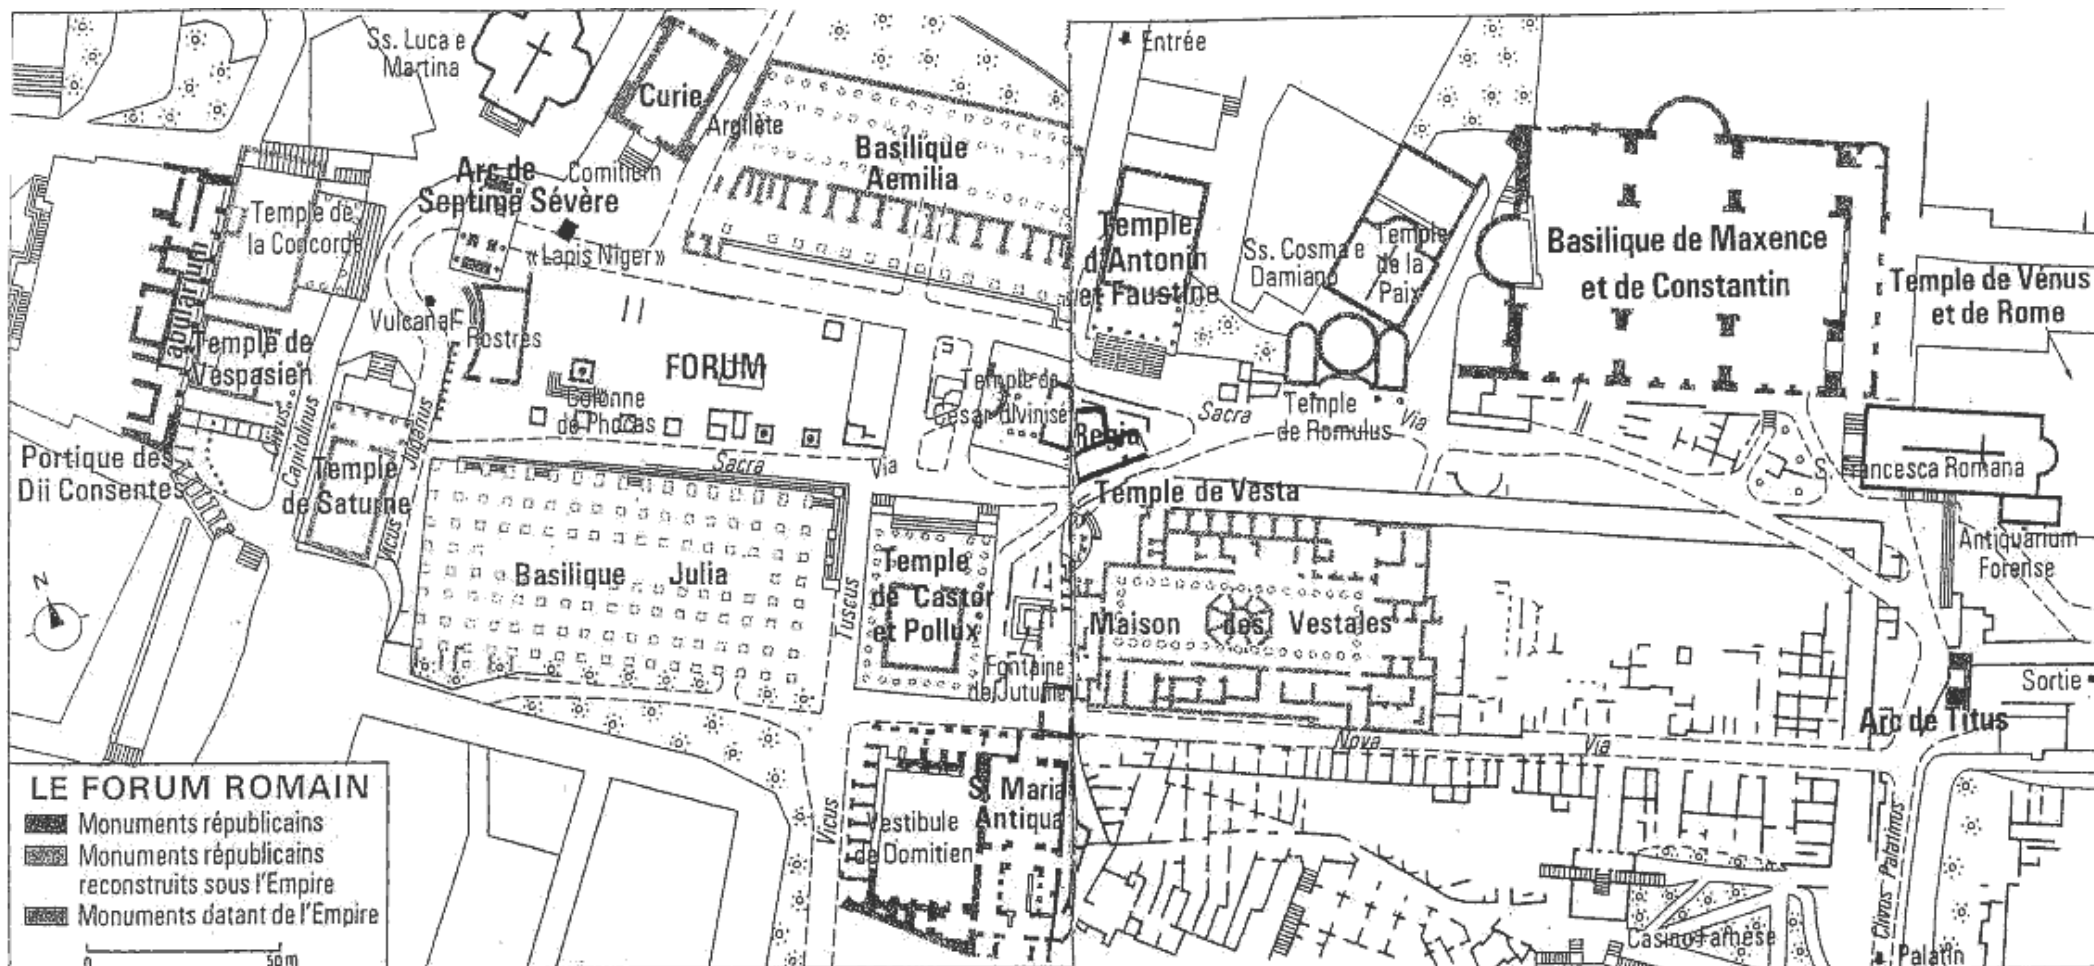 Ss. Luca e
Martina
Curie
Argilète
Entrée
Basilique
Aemilia
Arc de
Septime Sévère
Comitium
Temple de
la Concorde
« Lapis Niger »
Temple
d'Antonin
et Faustine
Ss. Cosma e
Damiano
Temple
de la
Paix
Basilique de Maxence
et de Constantin
Temple de Vénus
et de Rome
Tabularium
Vulcanal
Rostres
Temple de
Vespasien
FORUM
Colonne
de Phocas
Temple de
César divinisé
Regia
Sacra
Temple
de Romulus
Via
Clivus
Capitolinus
Jugarius
Vicus
Portique des
Dii Consentes
Temple
de Saturne
Sacra
Via
Temple de Vesta
S. Francesca Romana
Antiquarium
Forense
Basilique Julia
Tuscus
Vicus
Temple
de Castor
et Pollux
Fontaine
de Juturne
Maison des Vestales
Sortie
Arc de Titus
Nova
Via
N
S. Maria
Antiqua
Vestibule
de Domitien
Clivos Palatinus
Casino Farnese
Palatin
LE FORUM ROMAIN
Monuments républicains
Monuments républicains
reconstruits sous l'Empire
Monuments datant de l'Empire
0 50m